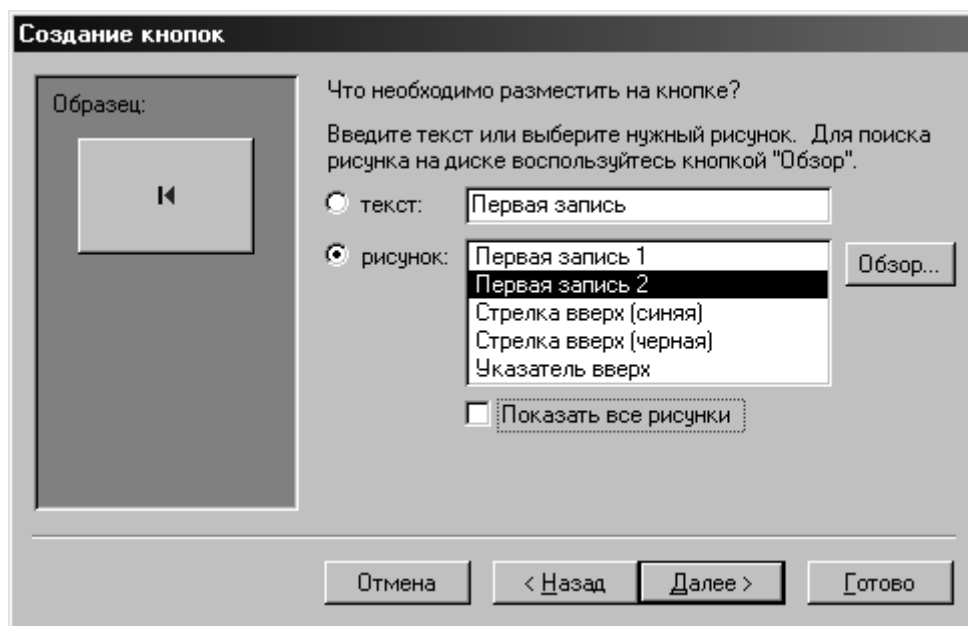 Создание кнопок
Образец:
Что необходимо разместить на кнопке?
Введите текст или выберите нужный рисунок. Для поиска
рисунка на диске воспользуйтесь кнопкой "Обзор".
текст: Первая запись
рисунок: Первая запись 1
Обзор...
Первая запись 2
Стрелка вверх (синяя)
Стрелка вверх (черная)
Указатель вверх
Показать все рисунки
Отмена < Назад Далее > Готово